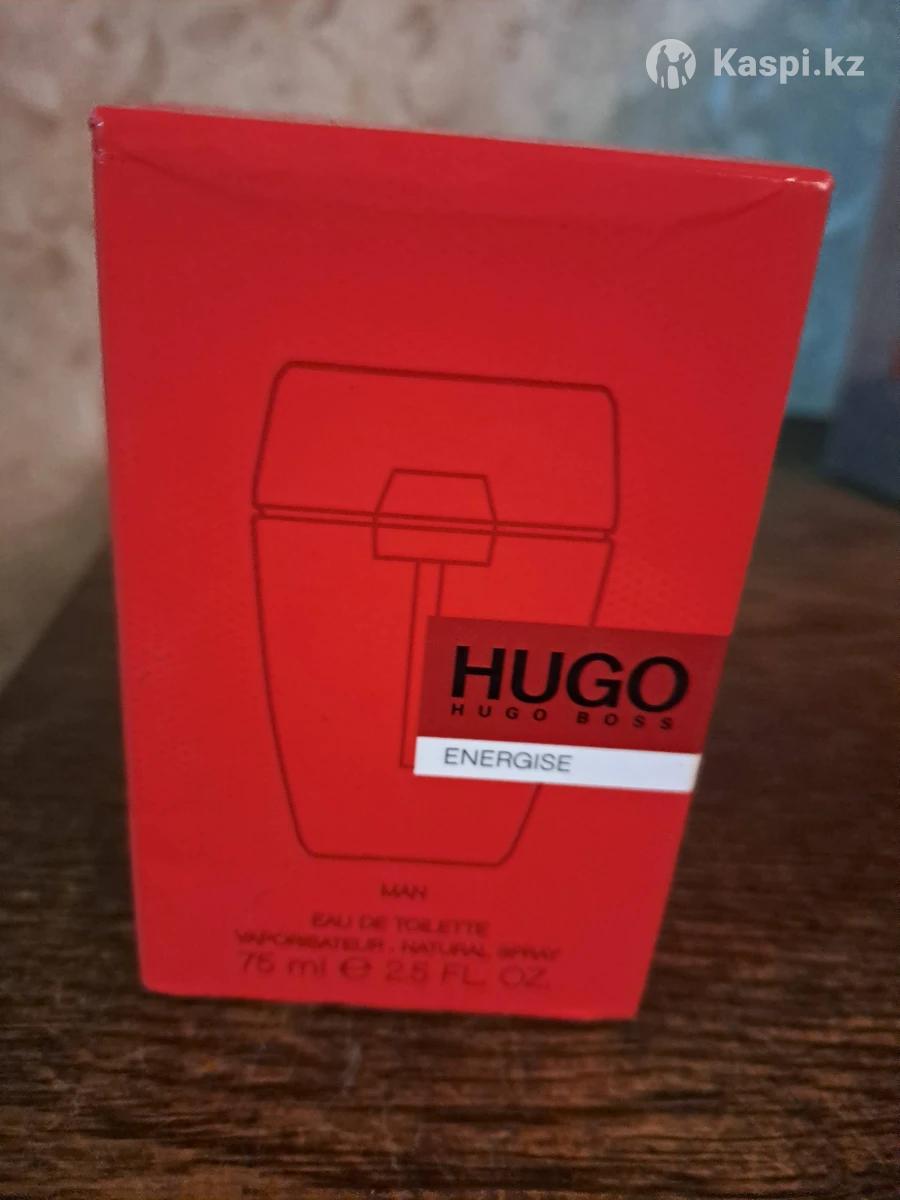 Kaspi.kz
HUGO
HUGO BOSS
ENERGISE
MAN
EAU DE TOILETTE
VAPORISATEUR . NATURAL SPRAY
75 ml e 2.5 FL. OZ.